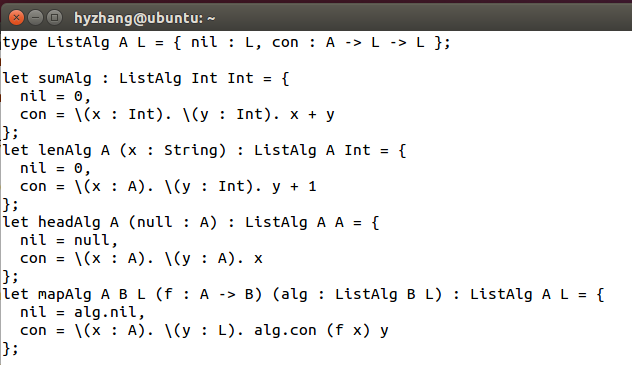 hyzhang@ubuntu: ~
type ListAlg A L = { nil : L, con : A -> L -> L };

let sumAlg : ListAlg Int Int = {
  nil = 0,
  con = \(x : Int). \(y : Int). x + y
};
let lenAlg A (x : String) : ListAlg A Int = {
  nil = 0,
  con = \(x : A). \(y : Int). y + 1
};
let headAlg A (null : A) : ListAlg A A = {
  nil = null,
  con = \(x : A). \(y : A). x
};
let mapAlg A B L (f : A -> B) (alg : ListAlg B L) : ListAlg A L = {
  nil = alg.nil,
  con = \(x : A). \(y : L). alg.con (f x) y
};